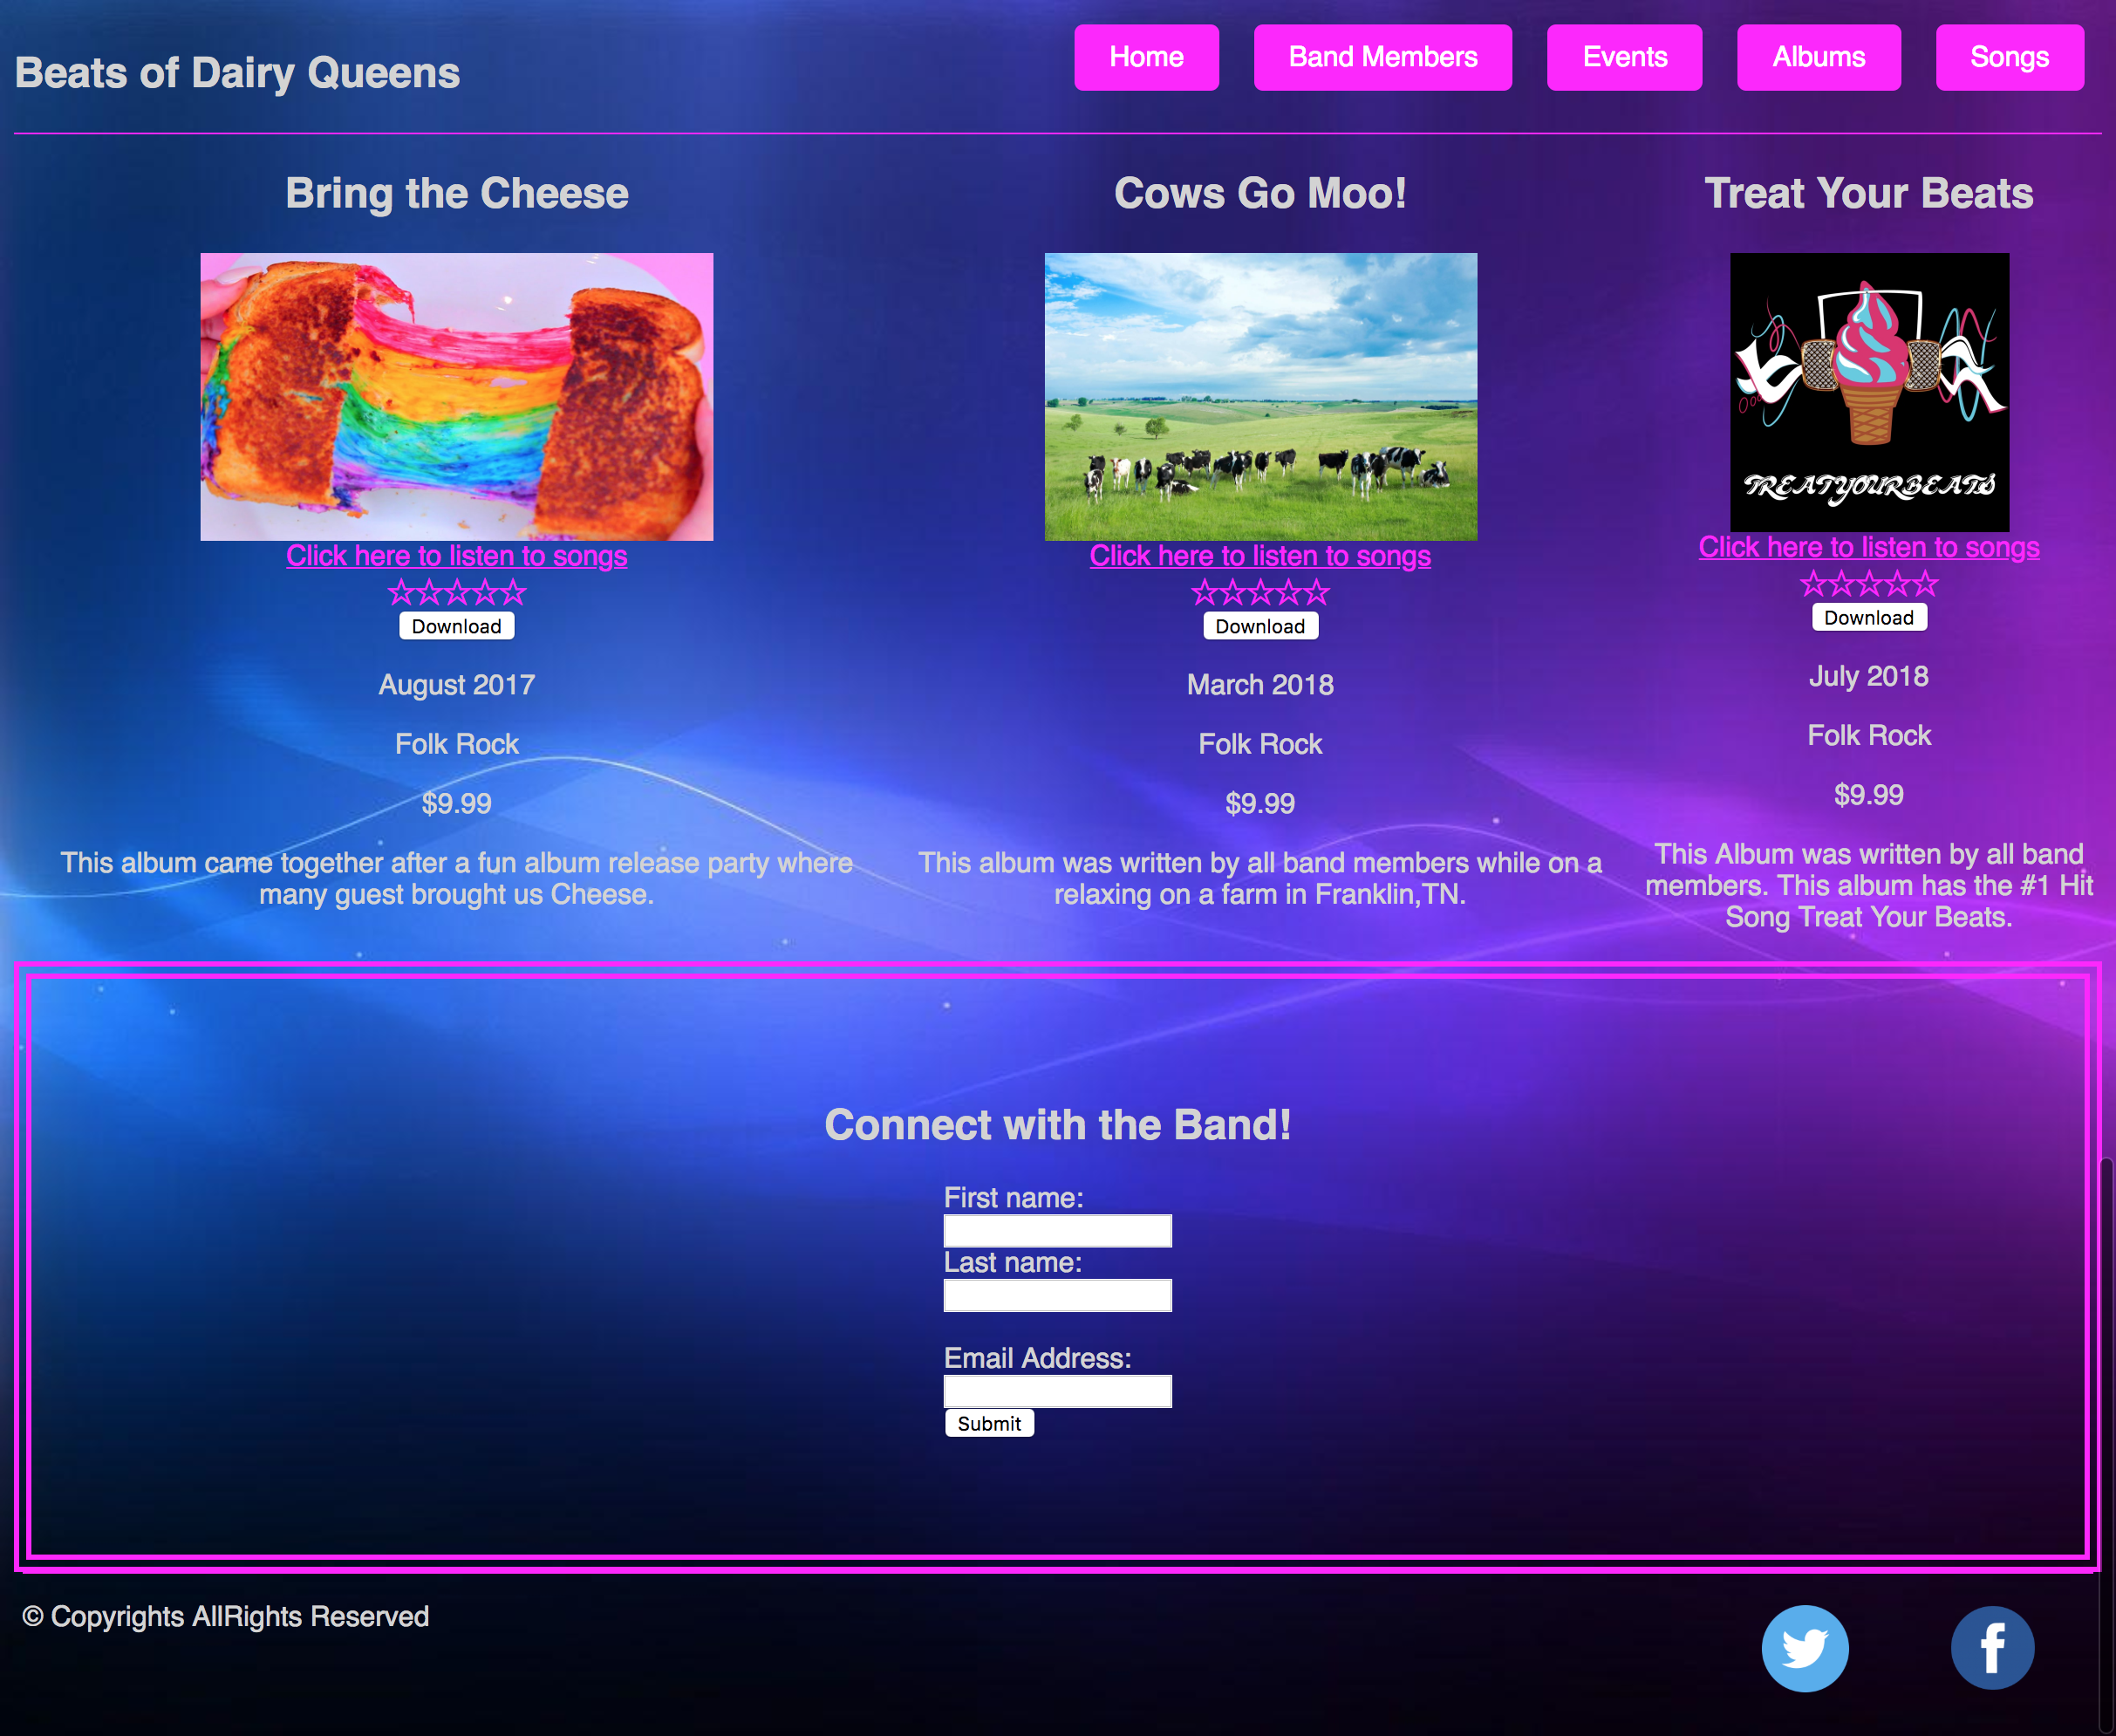 Beats of Dairy Queens
Home
Band Members
Events
Albums
Songs
Bring the Cheese
Click here to listen to songs
☆☆☆☆☆
Download
August 2017
Folk Rock
$9.99
This album came together after a fun album release party where
many guest brought us Cheese.
Cows Go Moo!
Click here to listen to songs
☆☆☆☆☆
Download
March 2018
Folk Rock
$9.99
This album was written by all band members while on a
relaxing on a farm in Franklin,TN.
Treat Your Beats
TREATYOURBEATS
Click here to listen to songs
☆☆☆☆☆
Download
July 2018
Folk Rock
$9.99
This Album was written by all band
members. This album has the #1 Hit
Song Treat Your Beats.
Connect with the Band!
First name:
Last name:
Email Address:
Submit
© Copyrights AllRights Reserved